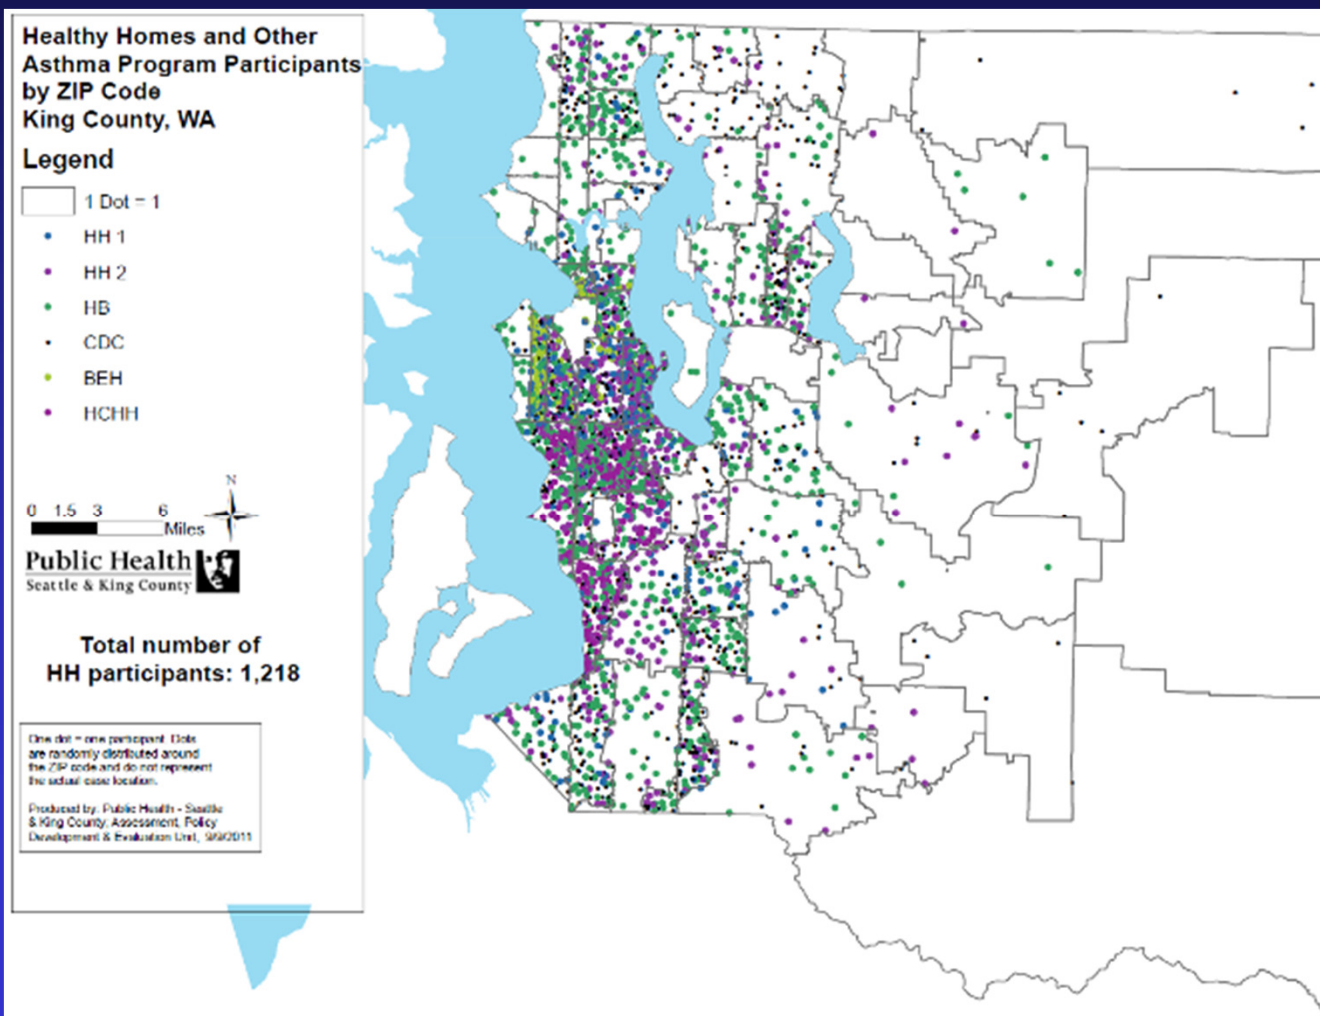 Healthy Homes and Other
Asthma Program Participants
by ZIP Code
King County, WA
Legend
1 Dot = 1
HH 1
HH 2
HB
CDC
BEH
HCHH
N
0 1.5 3 6
Miles
Public Health
Seattle & King County
Total number of
HH participants: 1,218
One dot = one participant. Dots
are randomly distributed around
the ZIP code and do not represent
the actual case location.
Produced by: Public Health - Seattle
& King County; Assessment, Policy
Development & Evaluation Unit, 9/9/2011